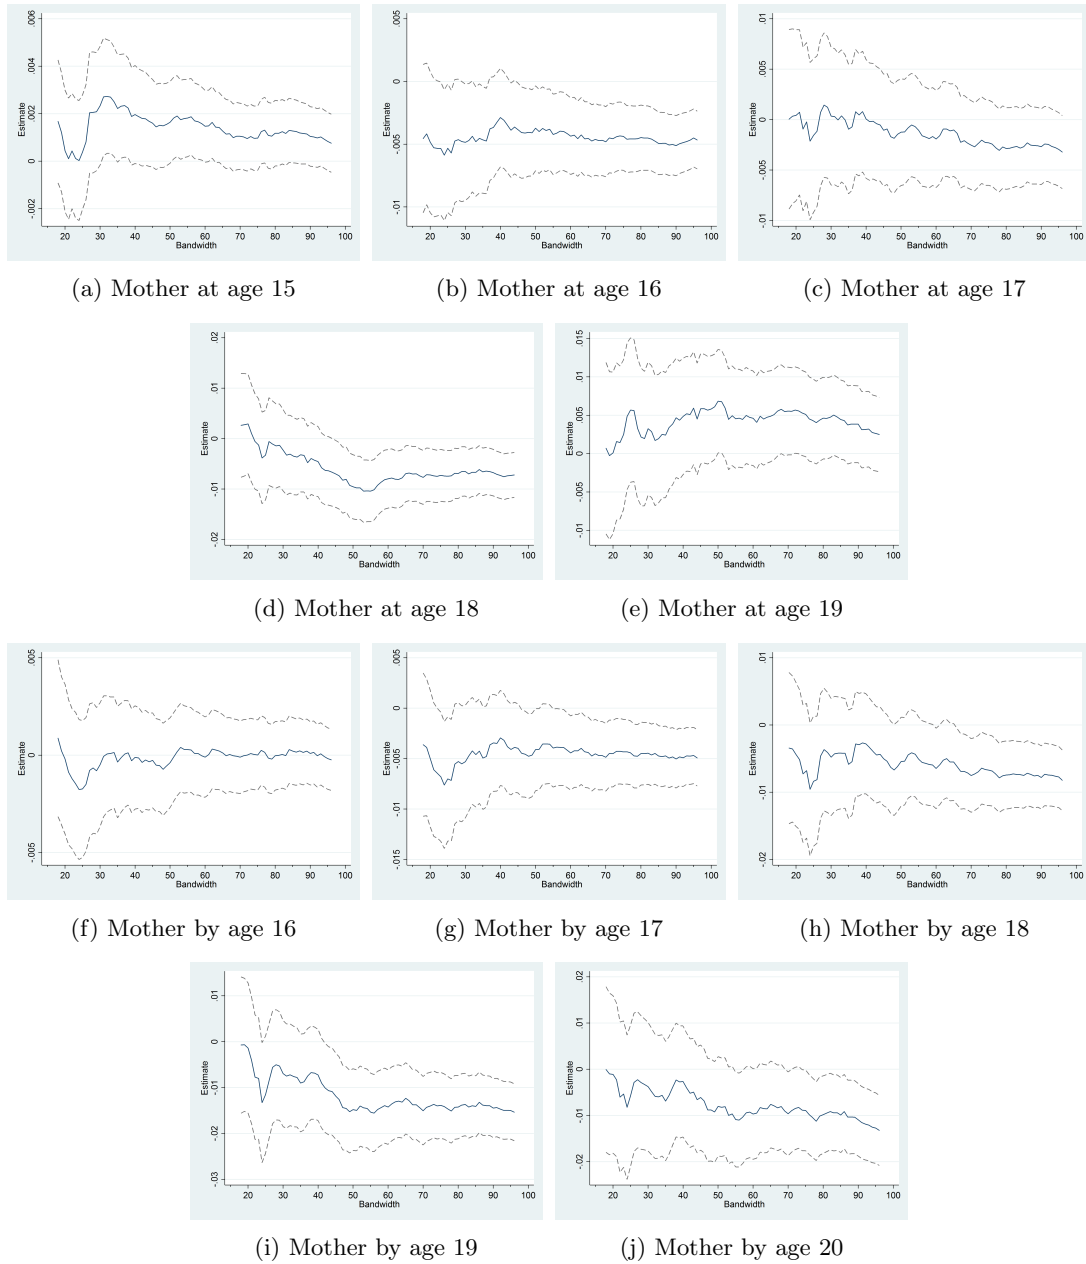 .006
.004
.002
0
-.002
Estimate
20 30 40 50 60 70 80 90 100
Bandwidth
(a) Mother at age 15
.005
0
-.005
-.01
Estimate
20 30 40 50 60 70 80 90 100
Bandwidth
(b) Mother at age 16
.01
.005
0
-.005
-.01
Estimate
20 30 40 50 60 70 80 90 100
Bandwidth
(c) Mother at age 17
.02
.01
0
-.01
-.02
Estimate
20 30 40 50 60 70 80 90 100
Bandwidth
(d) Mother at age 18
.015
.01
.005
0
-.005
-.01
Estimate
20 30 40 50 60 70 80 90 100
Bandwidth
(e) Mother at age 19
.005
0
-.005
Estimate
20 30 40 50 60 70 80 90 100
Bandwidth
(f) Mother by age 16
.005
0
-.005
-.01
-.015
Estimate
20 30 40 50 60 70 80 90 100
Bandwidth
(g) Mother by age 17
.01
0
-.01
-.02
Estimate
20 30 40 50 60 70 80 90 100
Bandwidth
(h) Mother by age 18
.01
0
-.01
-.02
-.03
Estimate
20 30 40 50 60 70 80 90 100
Bandwidth
(i) Mother by age 19
.02
.01
0
-.01
-.02
Estimate
20 30 40 50 60 70 80 90 100
Bandwidth
(j) Mother by age 20